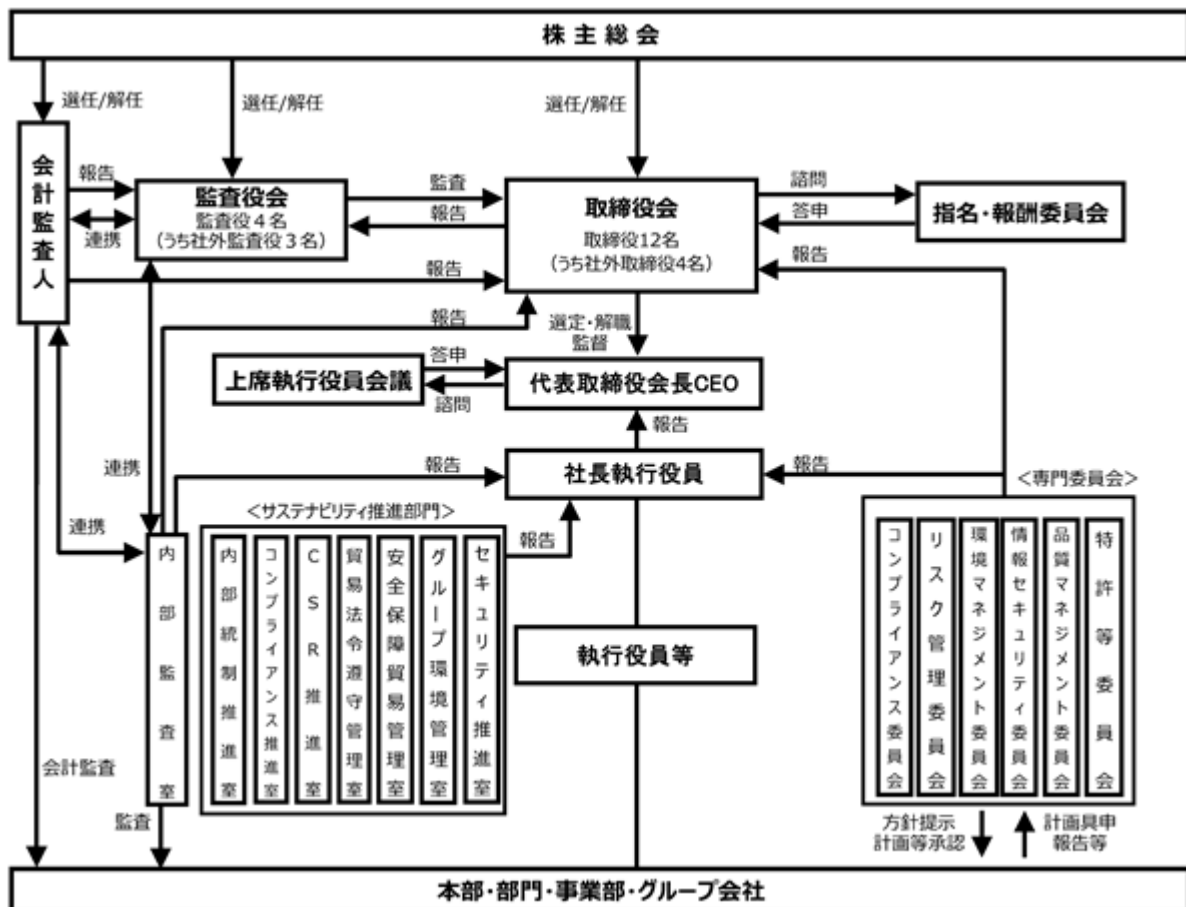 株主総会
選任/解任
選任/解任
選任/解任
会計監査人
報告
連携
監査役会
監査役4名
(うち社外監査役3名)
監査
報告
取締役会
取締役12名
(うち社外取締役4名)
諮問
答申
指名・報酬委員会
報告
報告
報告
選定・解職
監督
上席執行役員会議
答申
諮問
代表取締役会長CEO
報告
連携
報告
社長執行役員
報告
<専門委員会>
連携
<サステナビリティ推進部門>
報告
内部監査室
内部統制推進室
コンプライアンス推進室
CSR推進室
貿易法令遵守管理室
安全保障貿易管理室
グループ環境管理室
セキュリティ推進室
執行役員等
コンプライアンス委員会
リスク管理委員会
環境マネジメント委員会
情報セキュリティ委員会
品質マネジメント委員会
特許等委員会
会計監査
監査
方針提示
計画等承認
計画具申
報告等
本部・部門・事業部・グループ会社